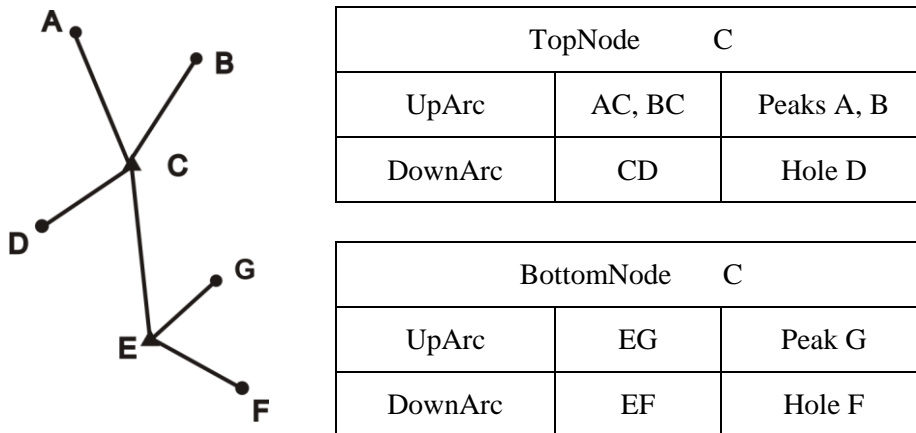 A
B
C
D
G
E
F
TopNode C
UpArc AC, BC Peaks A, B
DownArc CD Hole D
BottomNode C
UpArc EG Peak G
DownArc EF Hole F